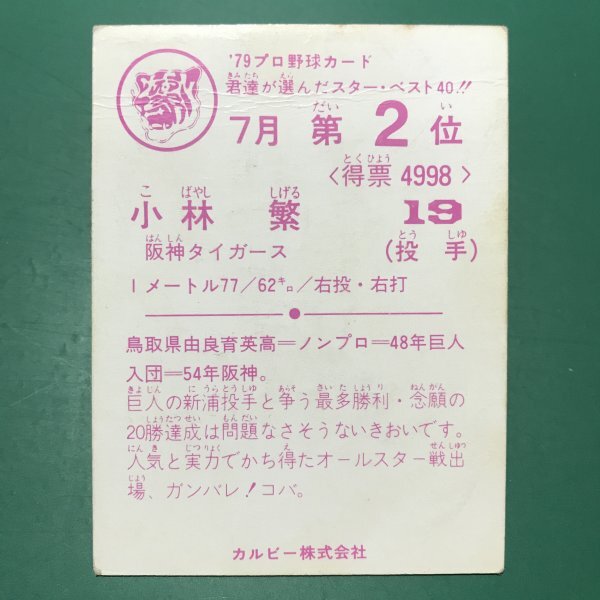 '79プロ野球カード
君達が選んだスター・ベスト40!!
7月 第2位
〈得票 4998〉
小林 繁 19
阪神タイガース (投手)
1メートル77/62キロ/右投・右打
鳥取県由良育英高=ノンプロ=48年巨人
入団=54年阪神。
巨人の新浦投手と争う最多勝利・念願の
20勝達成は問題なさそうないきおいです。
人気と実力でかち得たオールスター戦出
場、ガンバレ!コバ。
カルビー株式会社